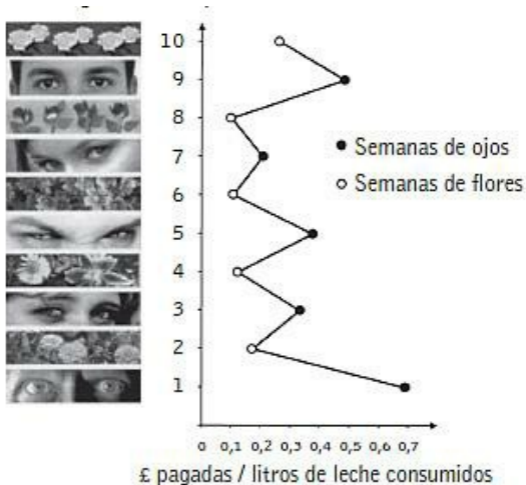 10
9
8
7
6
5
4
3
2
1
Semanas de ojos
Semanas de flores
0 0,1 0,2 0,3 0,4 0,5 0,6 0,7
£ pagadas / litros de leche consumidos